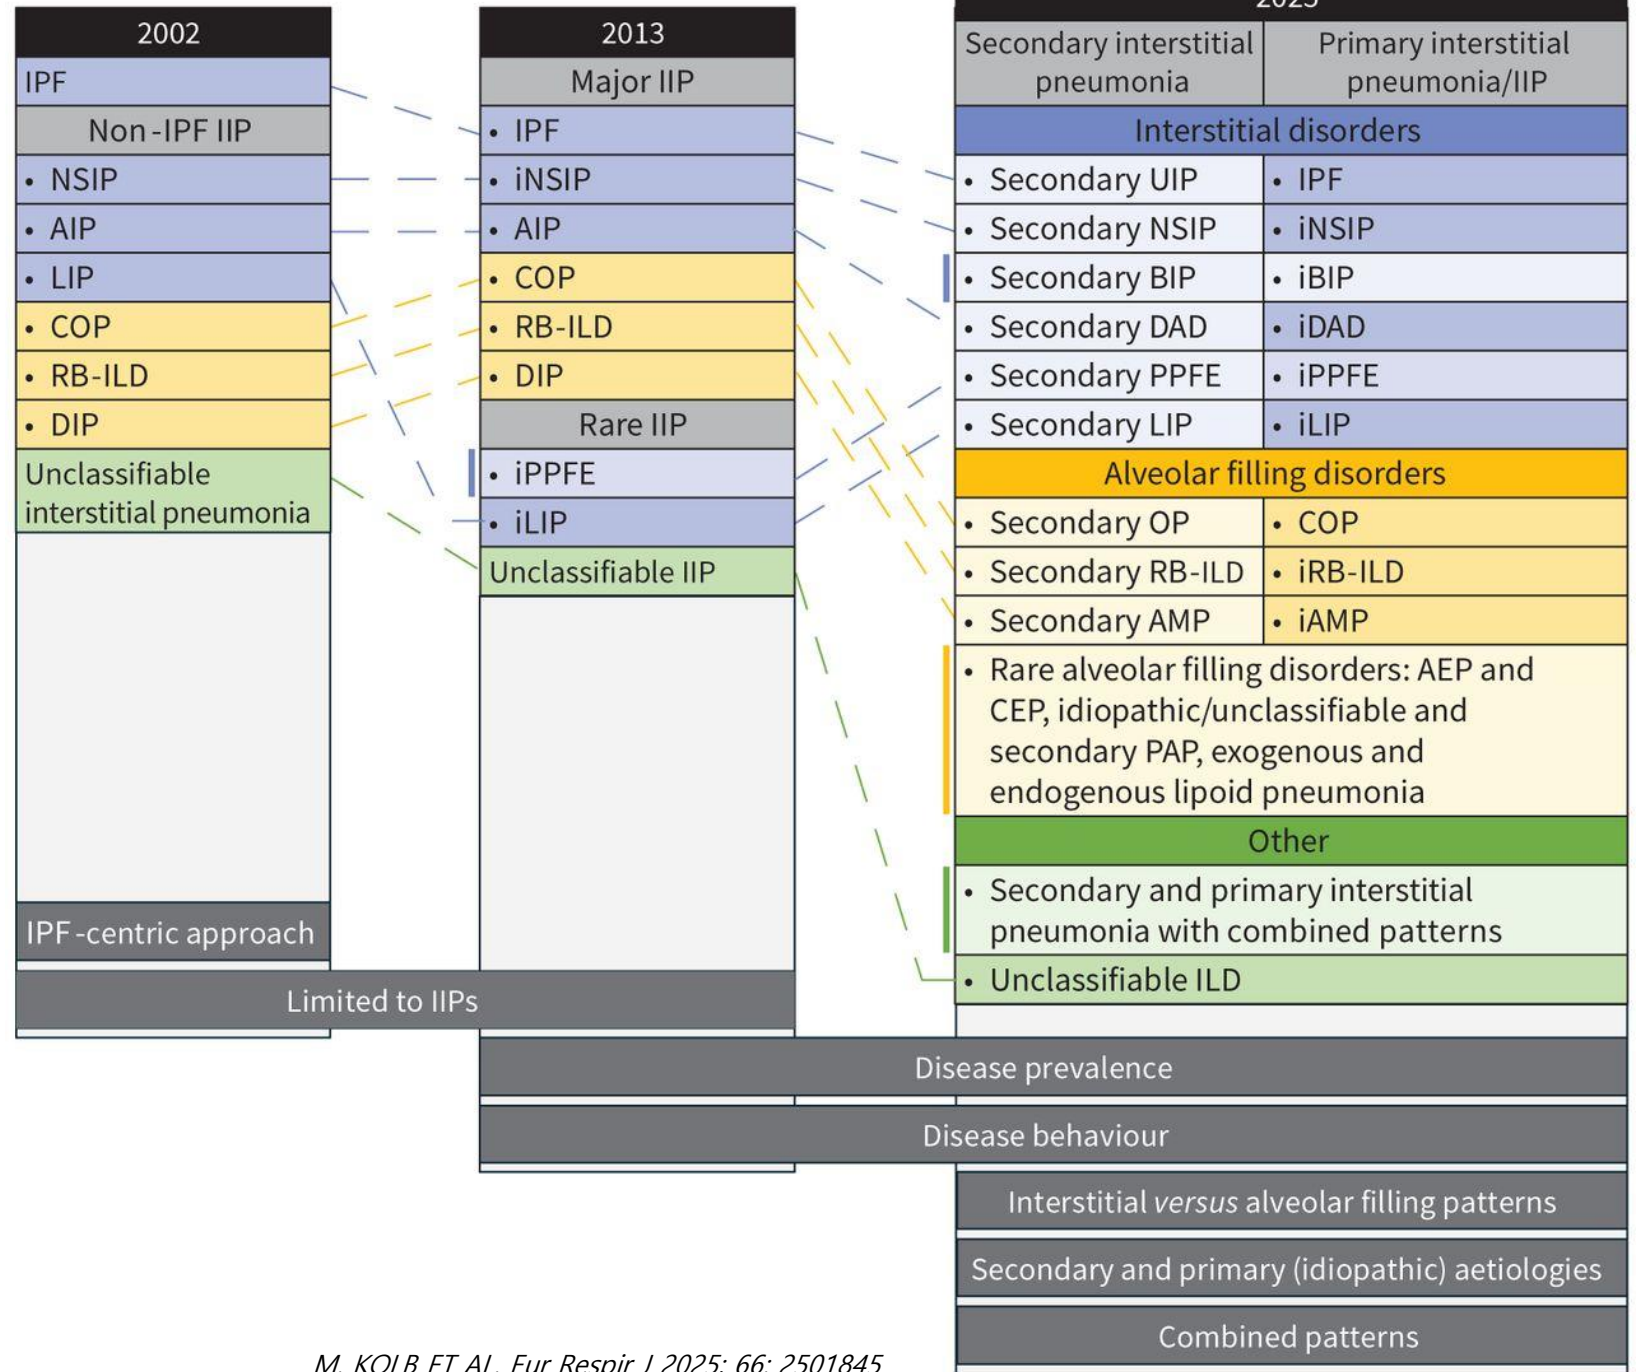 2002
IPF
Non-IPF IIP
• NSIP
• AIP
• LIP
• COP
• RB-ILD
• DIP
Unclassifiable
interstitial pneumonia
IPF-centric approach
2013
Major IIP
• IPF
• iNSIP
• AIP
• COP
• RB-ILD
• DIP
Rare IIP
• iPPFE
• iLIP
Unclassifiable IIP
Limited to IIPs
2025
Secondary interstitial
pneumonia
Primary interstitial
pneumonia/IIP
Interstitial disorders
• Secondary UIP
• IPF
• Secondary NSIP
• iNSIP
• Secondary BIP
• iBIP
• Secondary DAD
• iDAD
• Secondary PPFE
• iPPFE
• Secondary LIP
• iLIP
Alveolar filling disorders
• Secondary OP
• COP
• Secondary RB-ILD
• iRB-ILD
• Secondary AMP
• iAMP
• Rare alveolar filling disorders: AEP and
CEP, idiopathic/unclassifiable and
secondary PAP, exogenous and
endogenous lipoid pneumonia
Other
• Secondary and primary interstitial
pneumonia with combined patterns
• Unclassifiable ILD
Disease prevalence
Disease behaviour
Interstitial versus alveolar filling patterns
Secondary and primary (idiopathic) aetiologies
Combined patterns
M. KOLB ET AL. Eur Respir J 2025; 66: 2501845